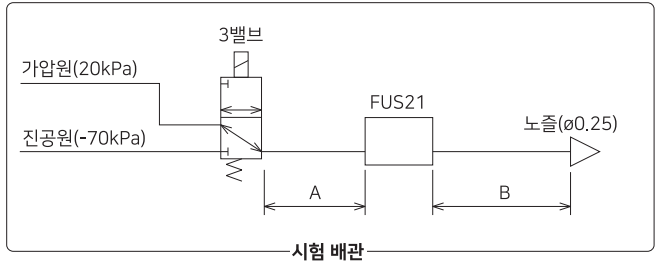 3밸브
가압원(20kPa)
FUS21
노즐(ø0.25)
진공원(-70kPa)
A
B
시험 배관